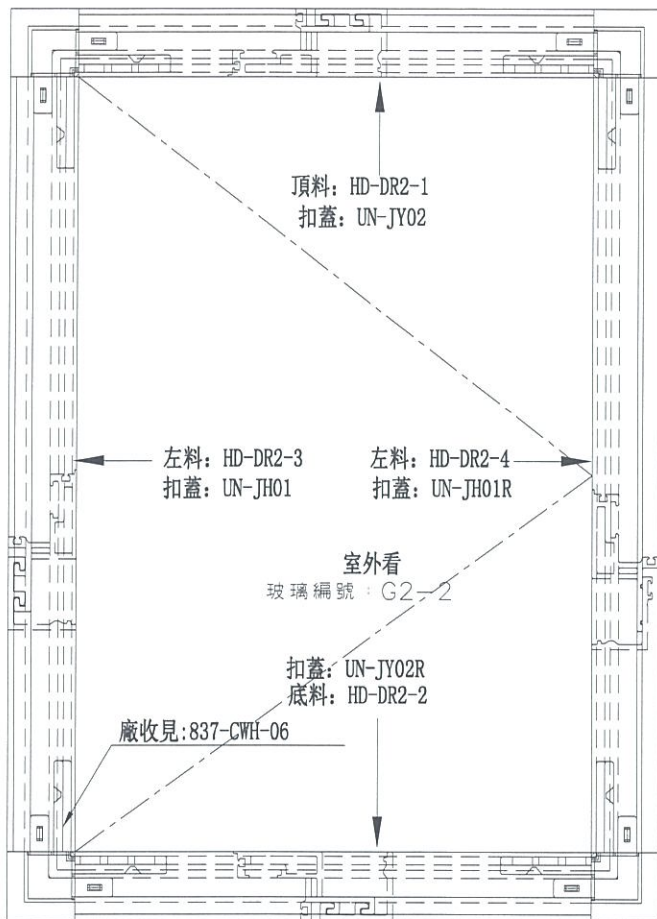 頂料: HD-DR2-1
扣蓋: UN-JY02
左料: HD-DR2-3
扣蓋: UN-JH01
左料: HD-DR2-4
扣蓋: UN-JH01R
室外看
玻璃編號：G2-2
扣蓋: UN-JY02R
底料: HD-DR2-2
廠收見:837-CWH-06